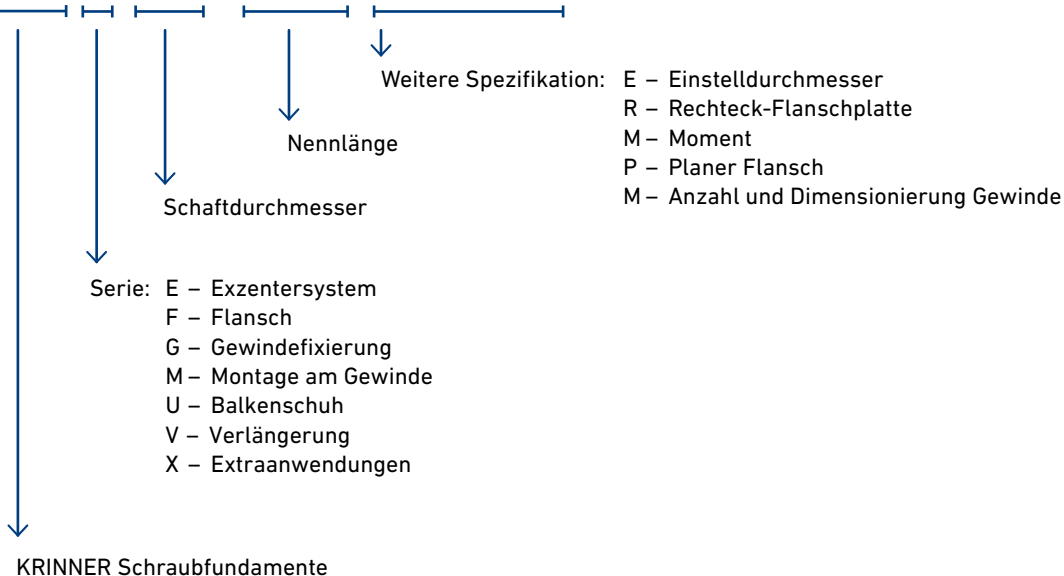 Weitere Spezifikation: E – Einstelldurchmesser
R – Rechteck-Flanschplatte
M – Moment
P – Planer Flansch
M – Anzahl und Dimensionierung Gewinde
Nennlänge
Schaftdurchmesser
Serie: E – Exzentersystem
F – Flansch
G – Gewindefixierung
M – Montage am Gewinde
U – Balkenschuh
V – Verlängerung
X – Extraanwendungen
KRINNER Schraubfundamente